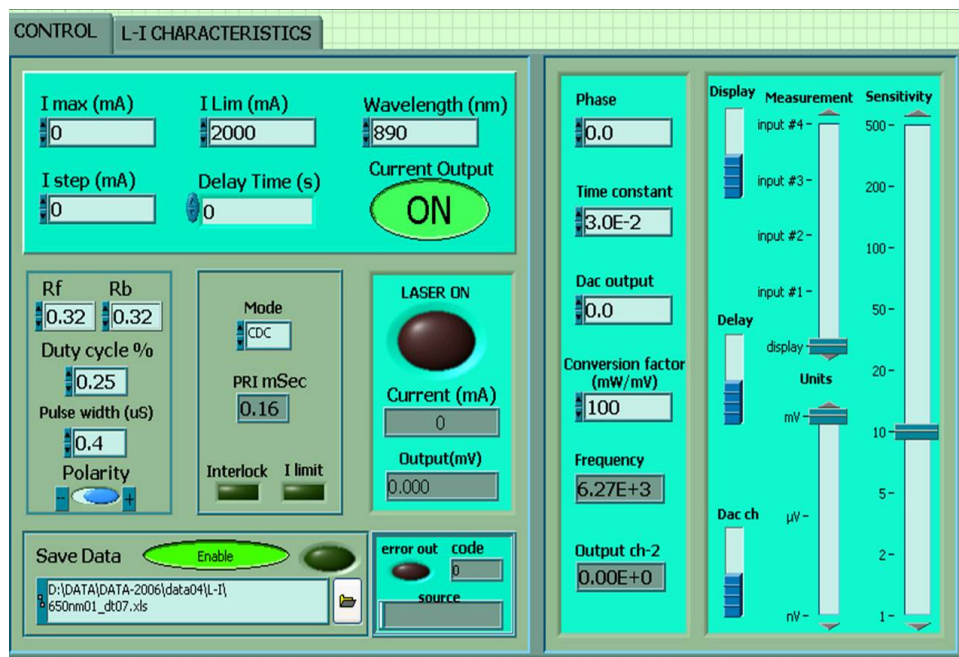 CONTROL
L-I CHARACTERISTICS
I max (mA)
0
I Lim (mA)
2000
Wavelength (nm)
890
I step (mA)
0
Delay Time (s)
0
Current Output
ON
Rf
0.32
Rb
0.32
Duty cycle %
0.25
Pulse width (uS)
0.4
Polarity
- +
Mode
CDC
PRI mSec
0.16
Interlock
I limit
LASER ON
Current (mA)
0
Output(mV)
0.000
Save Data
Enable
D:\DATA\DATA-2006\data04\L-I\
650nm01_dt07.xls
error out
code
0
source
Phase
0.0
Time constant
3.0E-2
Dac output
0.0
Conversion factor
(mW/mV)
100
Frequency
6.27E+3
Output ch-2
0.00E+0
Display
Delay
Dac ch
Measurement
input #4
input #3
input #2
input #1
display
Units
mV
µV
nV
Sensitivity
500
200
100
50
20
10
5
2
1